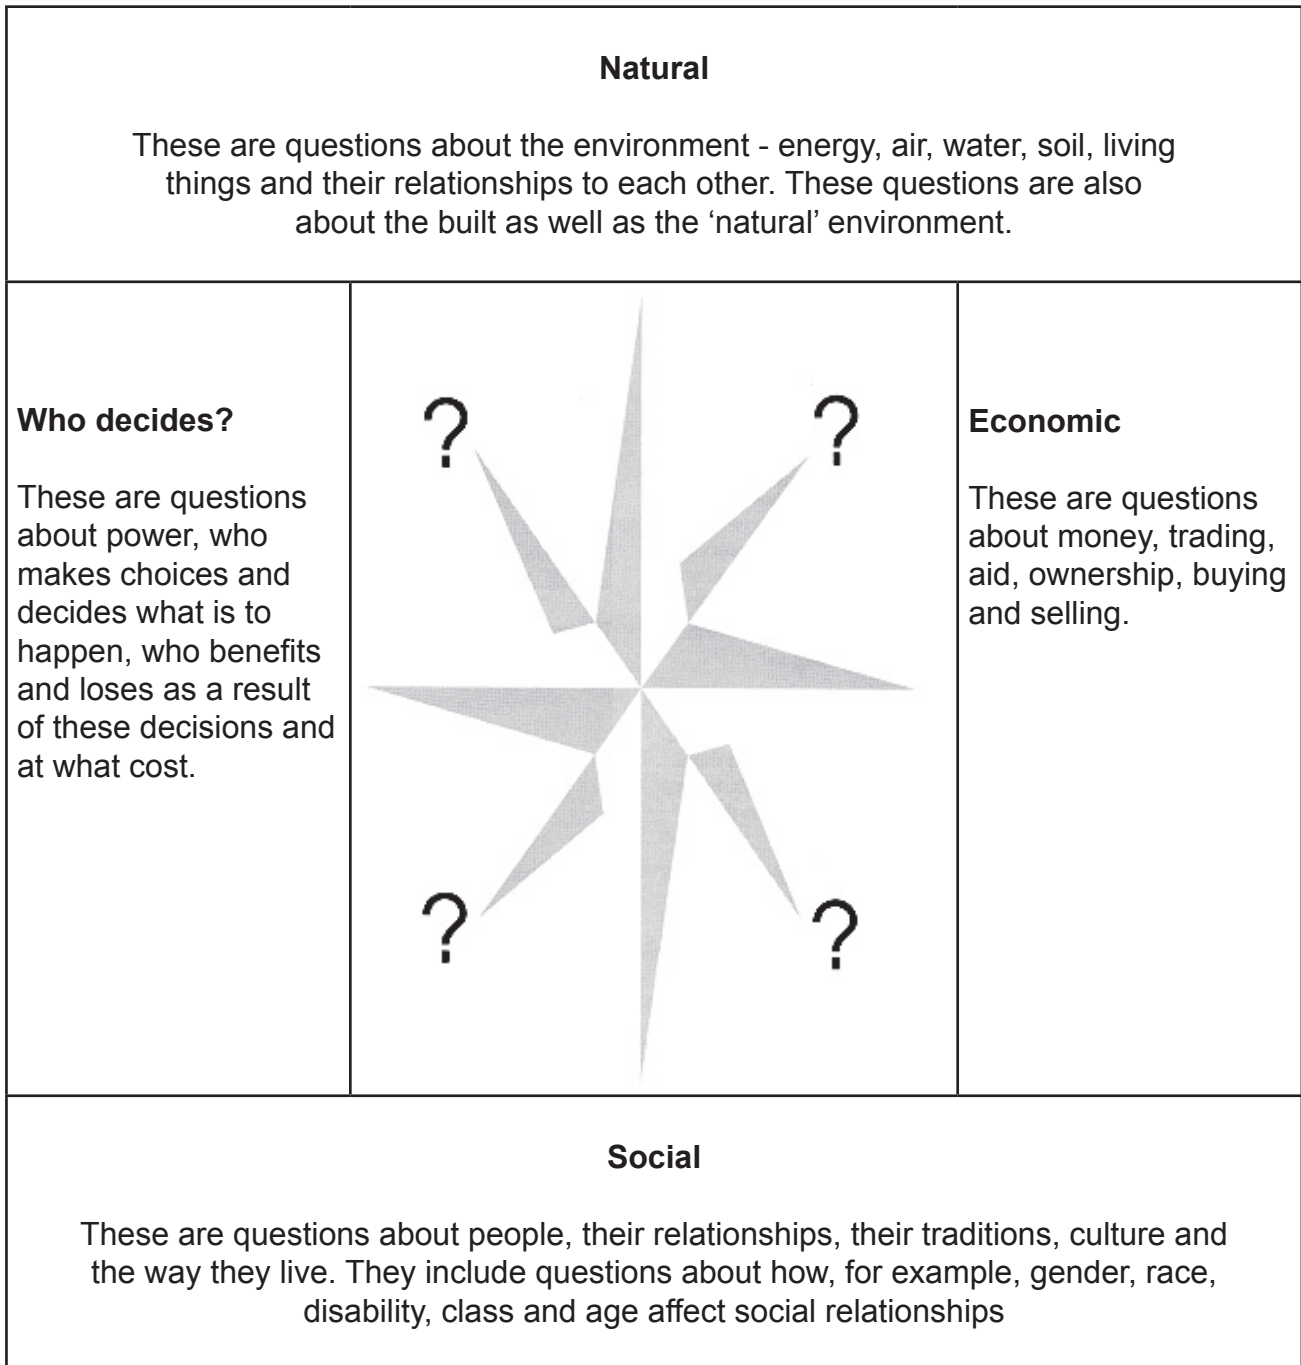 Natural
These are questions about the environment - energy, air, water, soil, living
things and their relationships to each other. These questions are also
about the built as well as the ‘natural’ environment.
Who decides?
These are questions
about power, who
makes choices and
decides what is to
happen, who benefits
and loses as a result
of these decisions and
at what cost.
?
?
?
?
Economic
These are questions
about money, trading,
aid, ownership, buying
and selling.
Social
These are questions about people, their relationships, their traditions, culture and
the way they live. They include questions about how, for example, gender, race,
disability, class and age affect social relationships